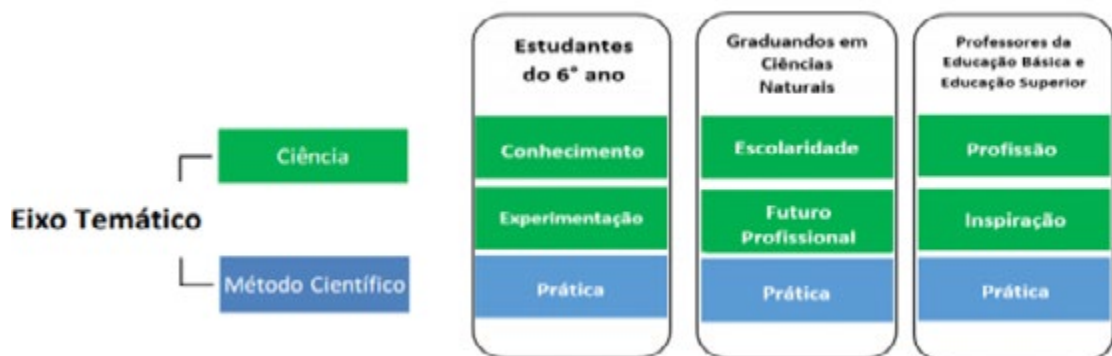 Eixo Temático
Ciência
Método Científico
Estudantes
do 6° ano
Conhecimento
Experimentação
Prática
Graduandos em
Ciências
Naturais
Escolaridade
Futuro
Profissional
Prática
Professores da
Educação Básica e
Educação Superior
Profissão
Inspiração
Prática